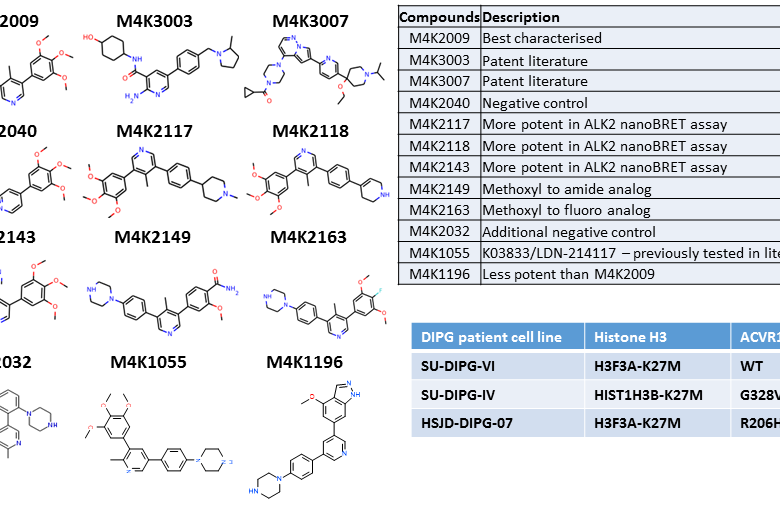 2009
M4K3003
M4K3007
2040
M4K2117
M4K2118
2143
M4K2149
M4K2163
2032
M4K1055
M4K1196
Compounds Description
M4K2009 Best characterised
M4K3003 Patent literature
M4K3007 Patent literature
M4K2040 Negative control
M4K2117 More potent in ALK2 nanoBRET assay
M4K2118 More potent in ALK2 nanoBRET assay
M4K2143 More potent in ALK2 nanoBRET assay
M4K2149 Methoxyl to amide analog
M4K2163 Methoxyl to fluoro analog
M4K2032 Additional negative control
M4K1055 K03833/LDN-214117 – previously tested in lite
M4K1196 Less potent than M4K2009
DIPG patient cell line Histone H3 ACVR1
SU-DIPG-VI H3F3A-K27M WT
SU-DIPG-IV HIST1H3B-K27M G328V
HSJD-DIPG-07 H3F3A-K27M R206H